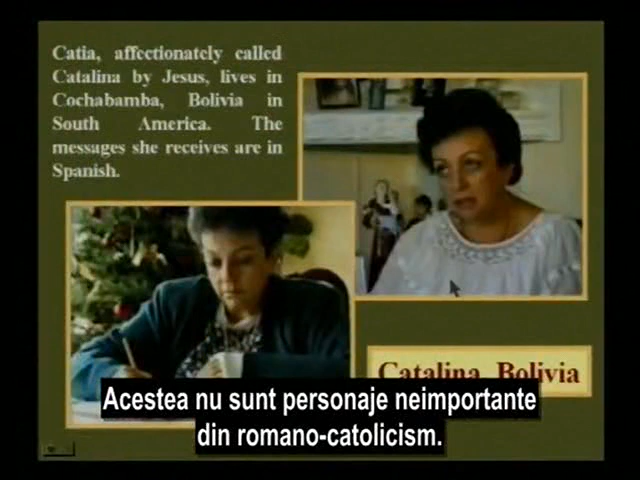 Catia, affectionately called
Catalina by Jesus, lives in
Cochabamba, Bolivia in
South America. The
messages she receives are in
Spanish.
Catalina, Bolivia
Acestea nu sunt personaje neimportante
din romano-catolicism.